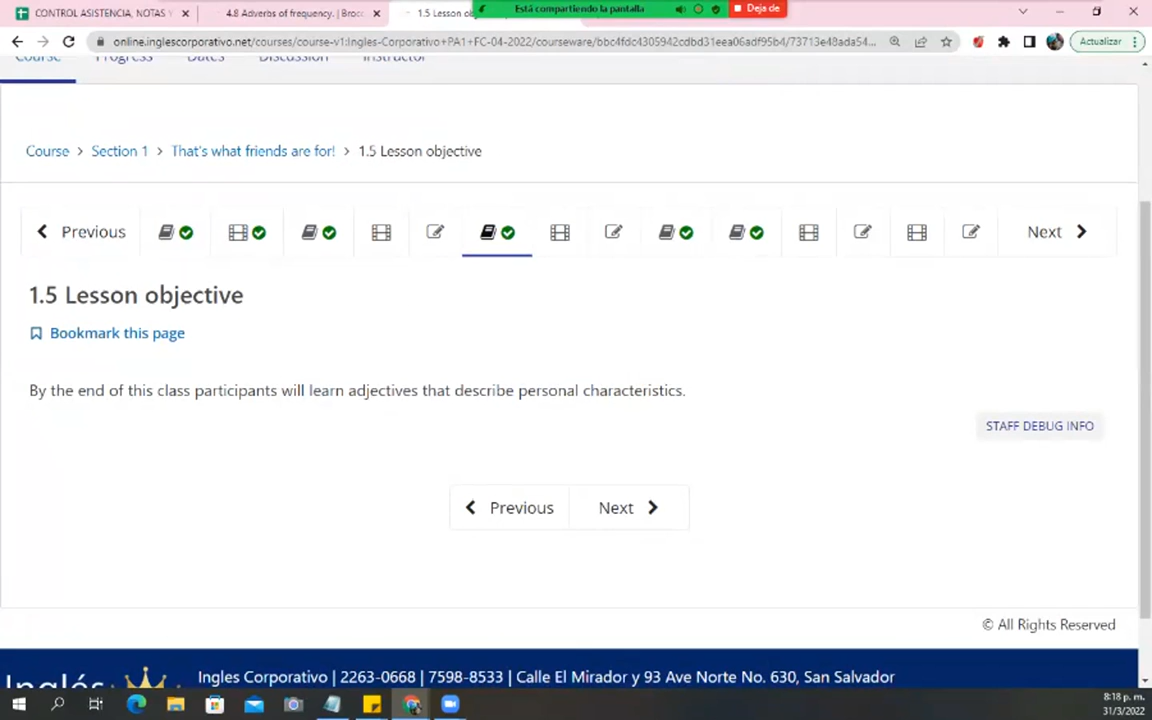 CONTROL ASISTENCIA, NOTAS Y
4.8 Adverbs of frequency. | Broc
1.5 Lesson ob
Está compartiendo la pantalla
Deja de
online.inglescorporativo.net/courses/course-v1:Ingles-Corporativo+PA1+FC-04-2022/courseware/bbc4fdc4305942cdbd31eea06adf95b4/73713e48ada54...
Actualizar
Course Progress Dates Discussion Instructor
Course > Section 1 > That's what friends are for! > 1.5 Lesson objective
Previous
Next
1.5 Lesson objective
Bookmark this page
By the end of this class participants will learn adjectives that describe personal characteristics.
STAFF DEBUG INFO
Previous Next
© All Rights Reserved
Inglés
Ingles Corporativo | 2263-0668 | 7598-8533 | Calle El Mirador y 93 Ave Norte No. 630, San Salvador
8:18 p. m.
31/3/2022